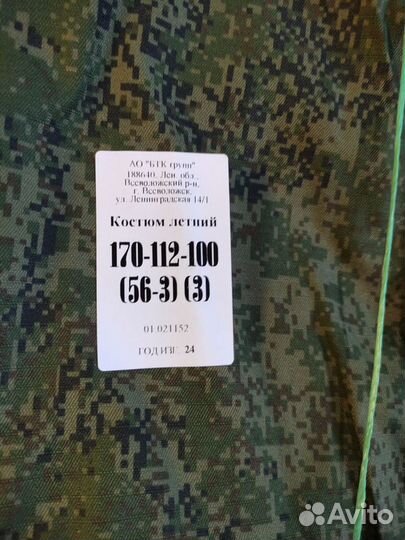 АО "БТК групп"
188640, Лен. обл.,
Всеволожский р-н,
г. Всеволожск,
ул. Ленинградская 14/1
Костюм летний
170-112-100
(56-3) (3)
01 021152
ГОД ИЗГ. 24
Avito